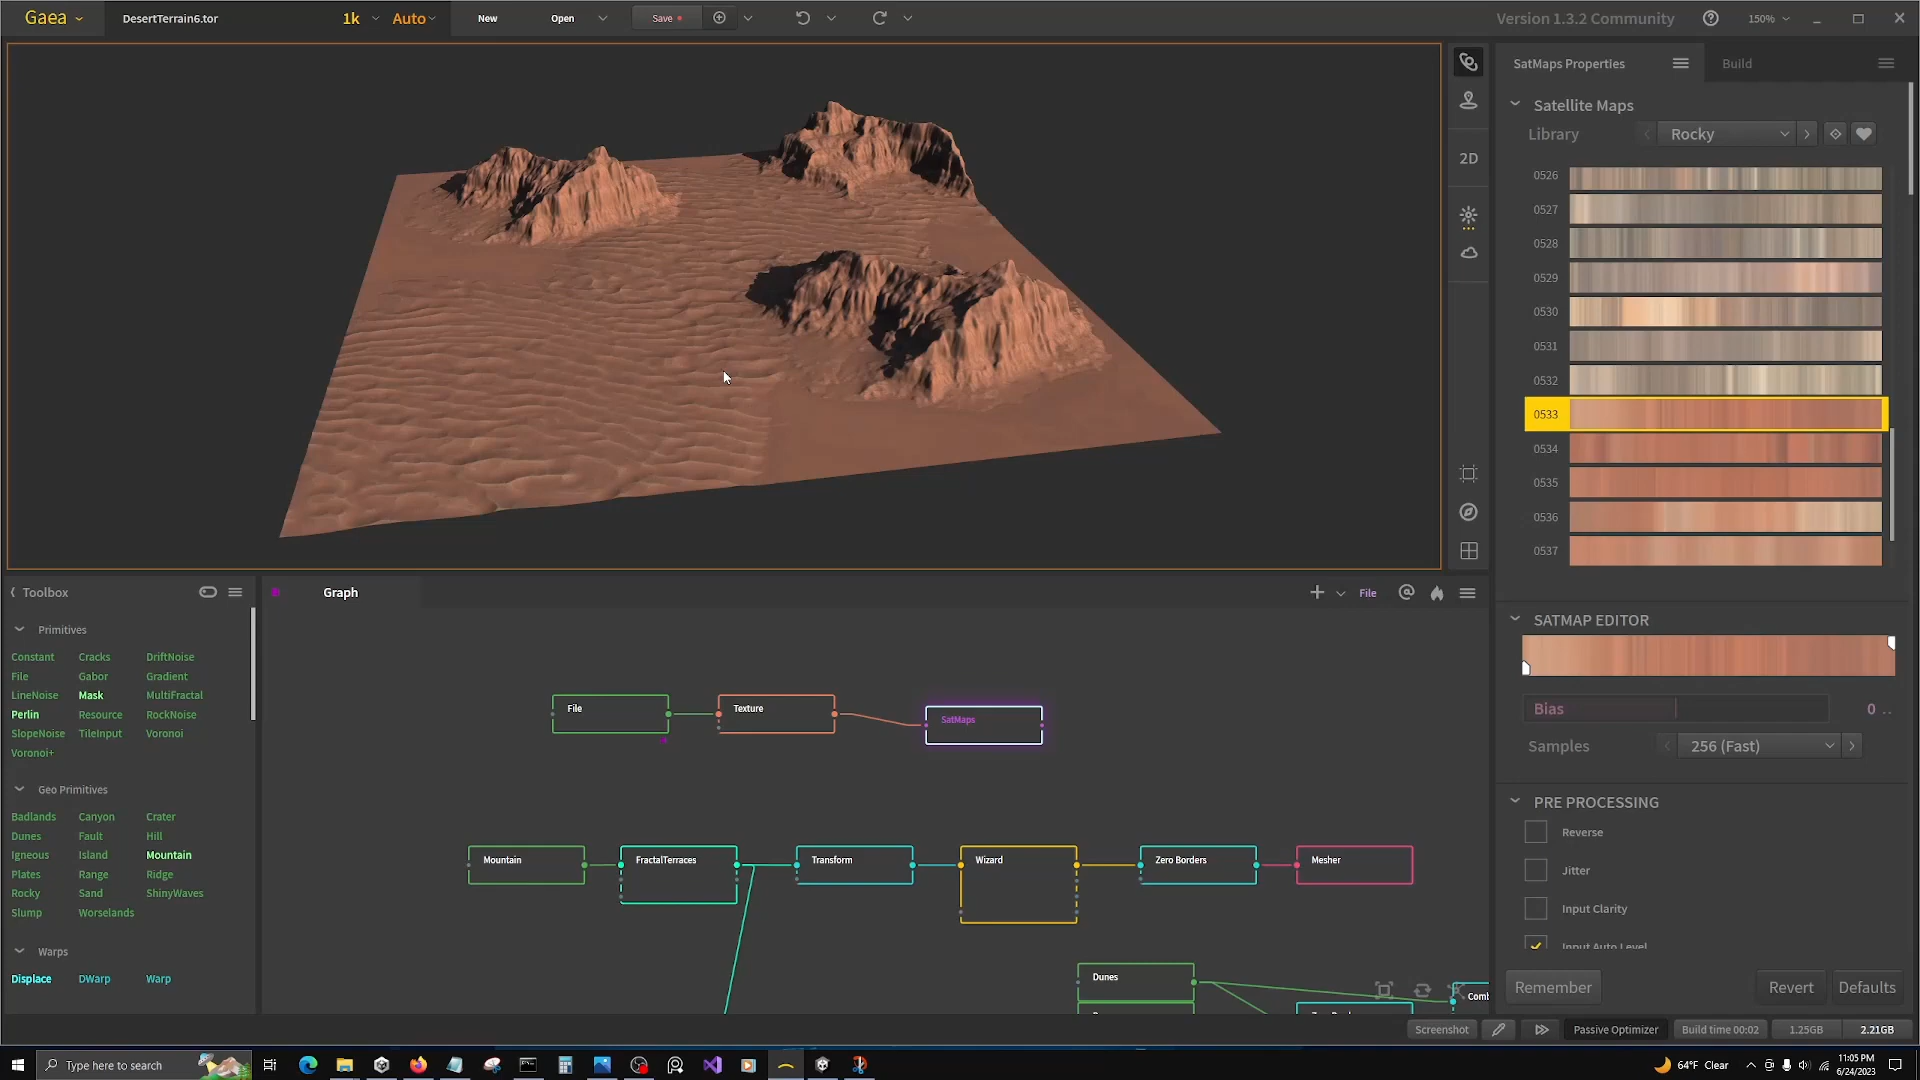 Gaea
DesertTerrain6.tor
1k
Auto
New
Open
Save
Version 1.3.2 Community
150%
SatMaps Properties
Build
Satellite Maps
Library
Rocky
2D
0526
0527
0528
0529
0530
0531
0532
0533
0534
0535
0536
0537
SATMAP EDITOR
Bias
0 ..
Samples
256 (Fast)
PRE PROCESSING
Reverse
Jitter
Input Clarity
Input Auto Level
Remember
Revert
Defaults
Toolbox
Graph
File
Primitives
Constant Cracks DriftNoise
File Gabor Gradient
LineNoise Mask MultiFractal
Perlin Resource RockNoise
SlopeNoise TileInput Voronoi
Voronoi+
Geo Primitives
Badlands Canyon Crater
Dunes Fault Hill
Igneous Island Mountain
Plates Range Ridge
Rocky Sand ShinyWaves
Slump Worselands
Warps
Displace DWarp Warp
File
Texture
SatMaps
Mountain
FractalTerraces
Transform
Wizard
Zero Borders
Mesher
Dunes
Comb
Screenshot
Passive Optimizer
Build time 00:02
1.25GB
2.21GB
Type here to search
64°F Clear
11:05 PM
6/24/2023